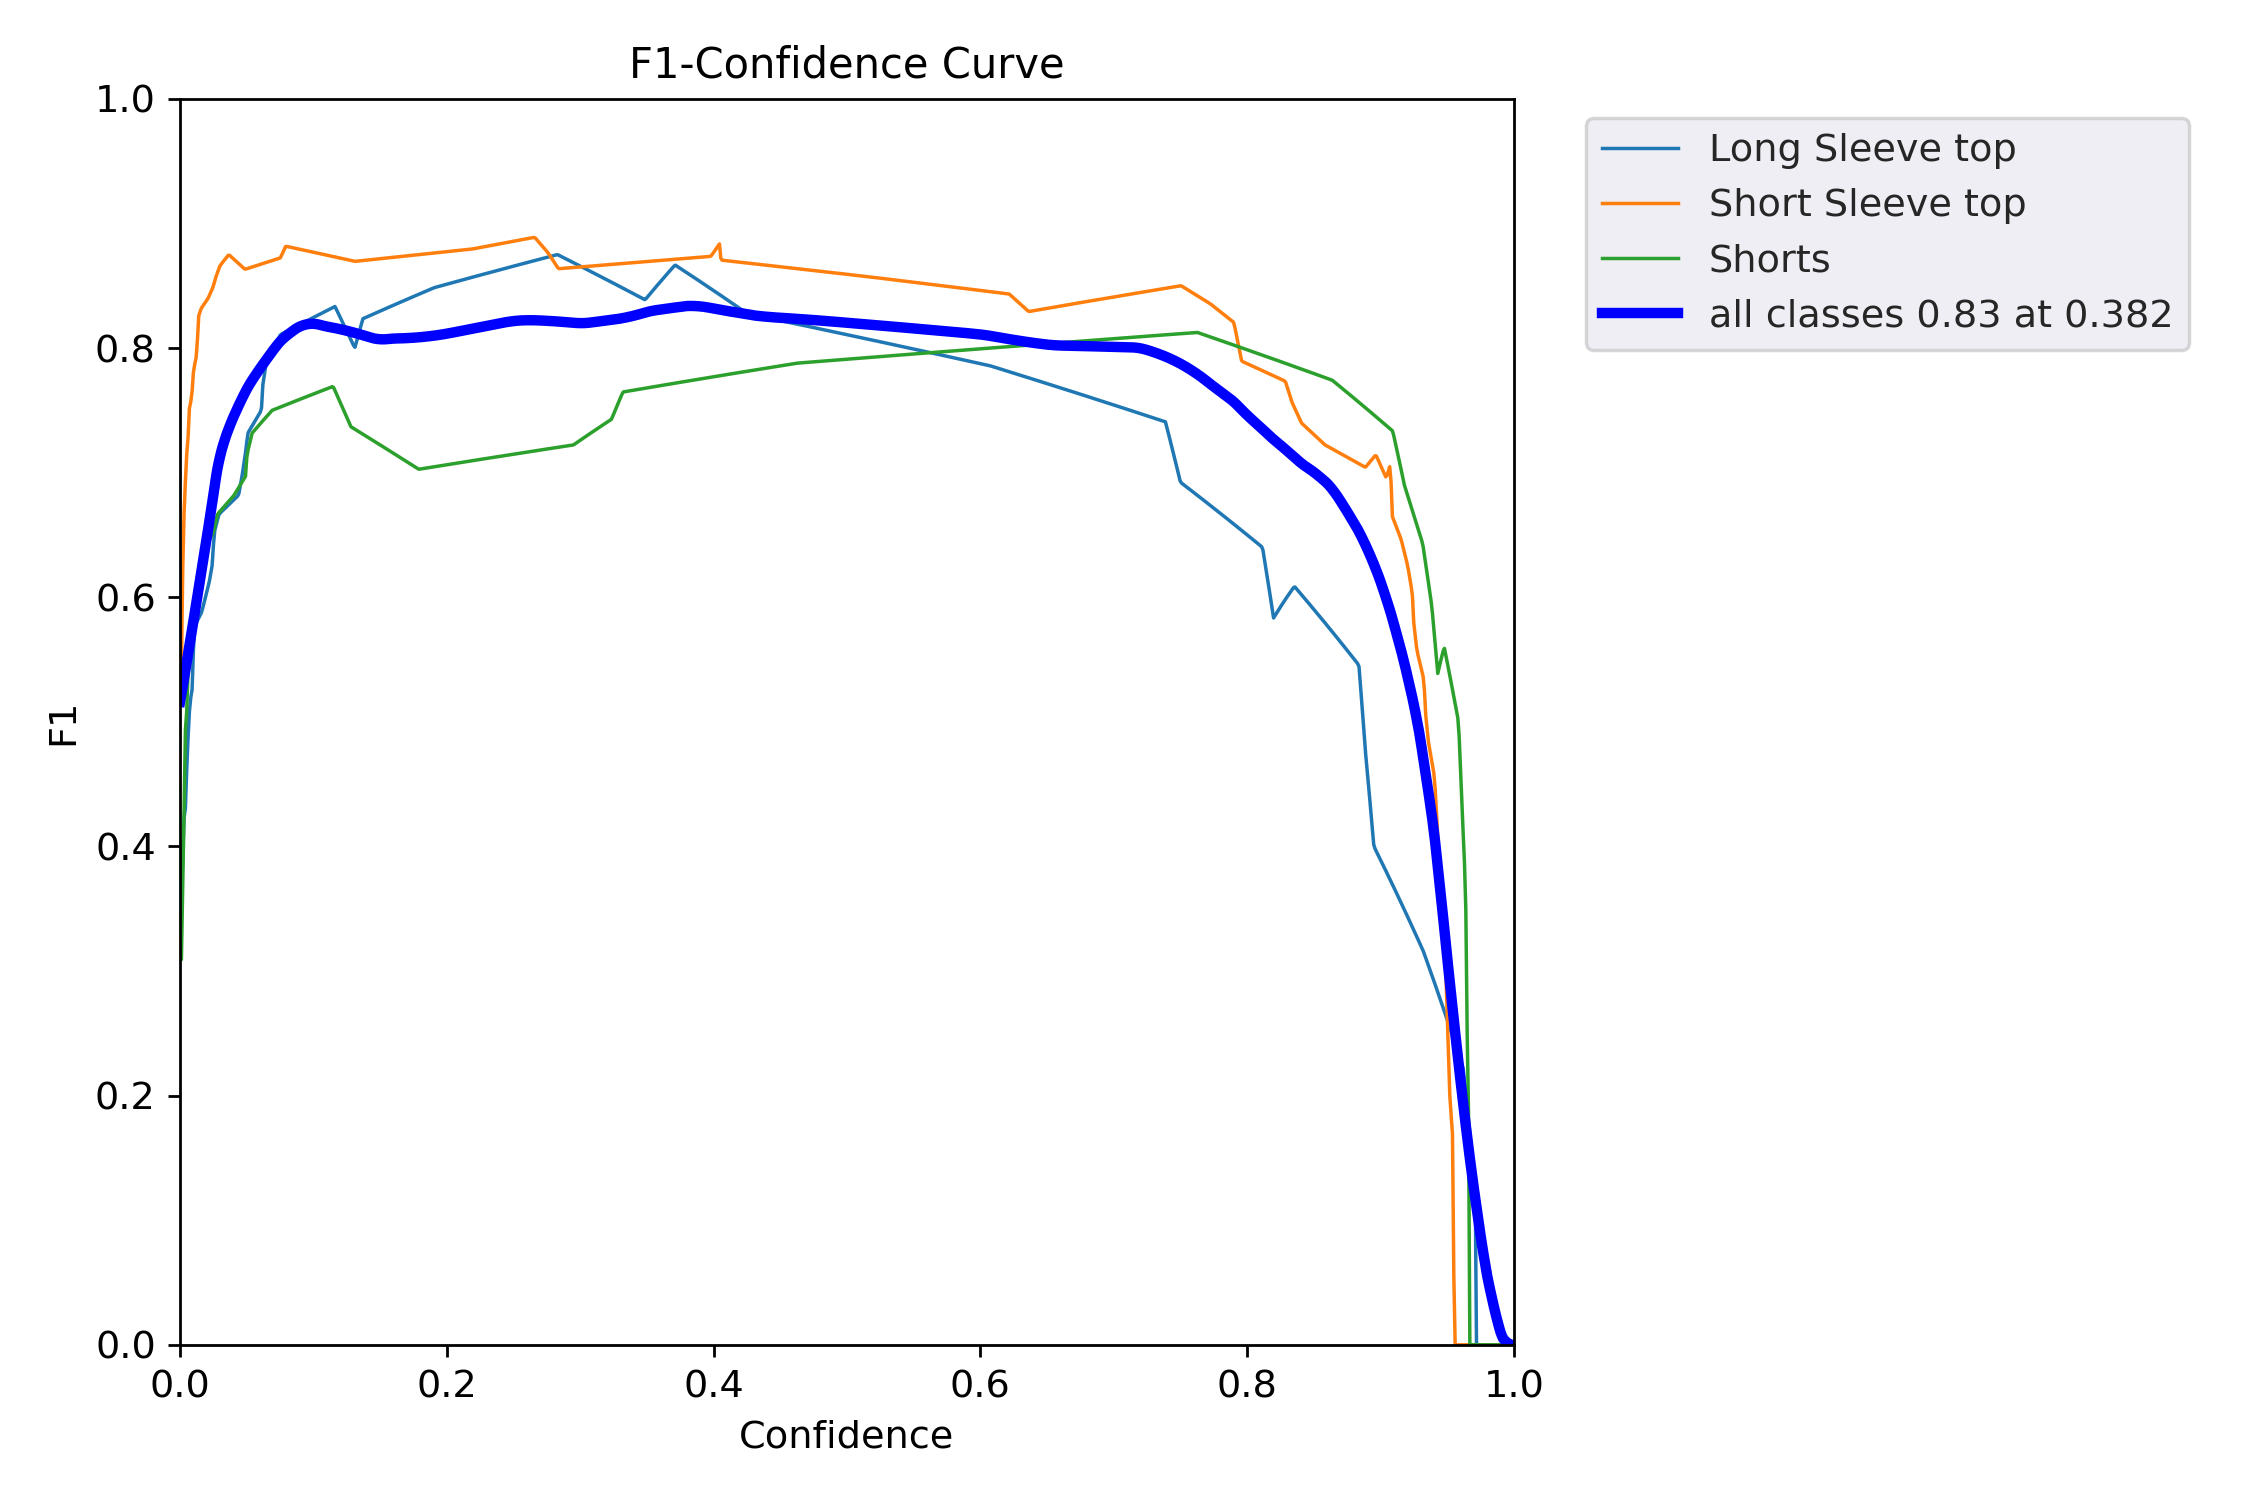 F1-Confidence Curve
1.0
0.8
0.6
0.4
0.2
0.0
F1
0.0 0.2 0.4 0.6 0.8 1.0
Confidence
Long Sleeve top
Short Sleeve top
Shorts
all classes 0.83 at 0.382